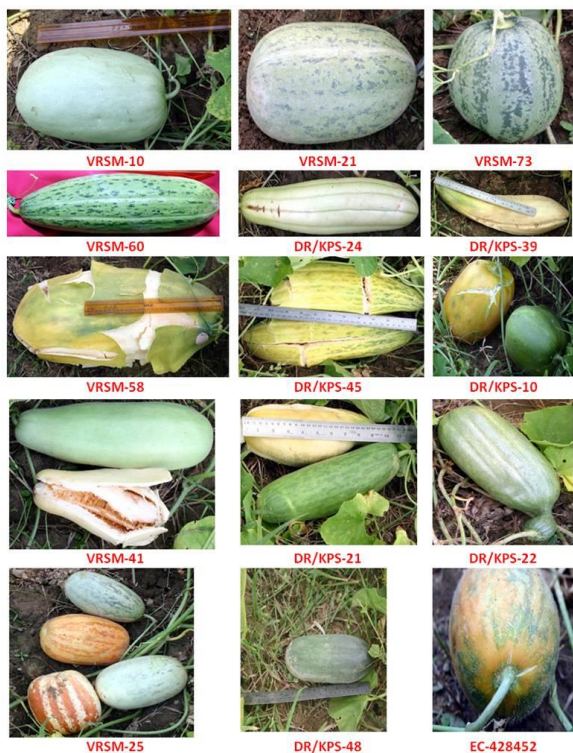 VRSM-10 VRSM-21 VRSM-73
VRSM-60 DR/KPS-24 DR/KPS-39
VRSM-58 DR/KPS-45 DR/KPS-10
VRSM-41 DR/KPS-21 DR/KPS-22
VRSM-25 DR/KPS-48 EC-428452